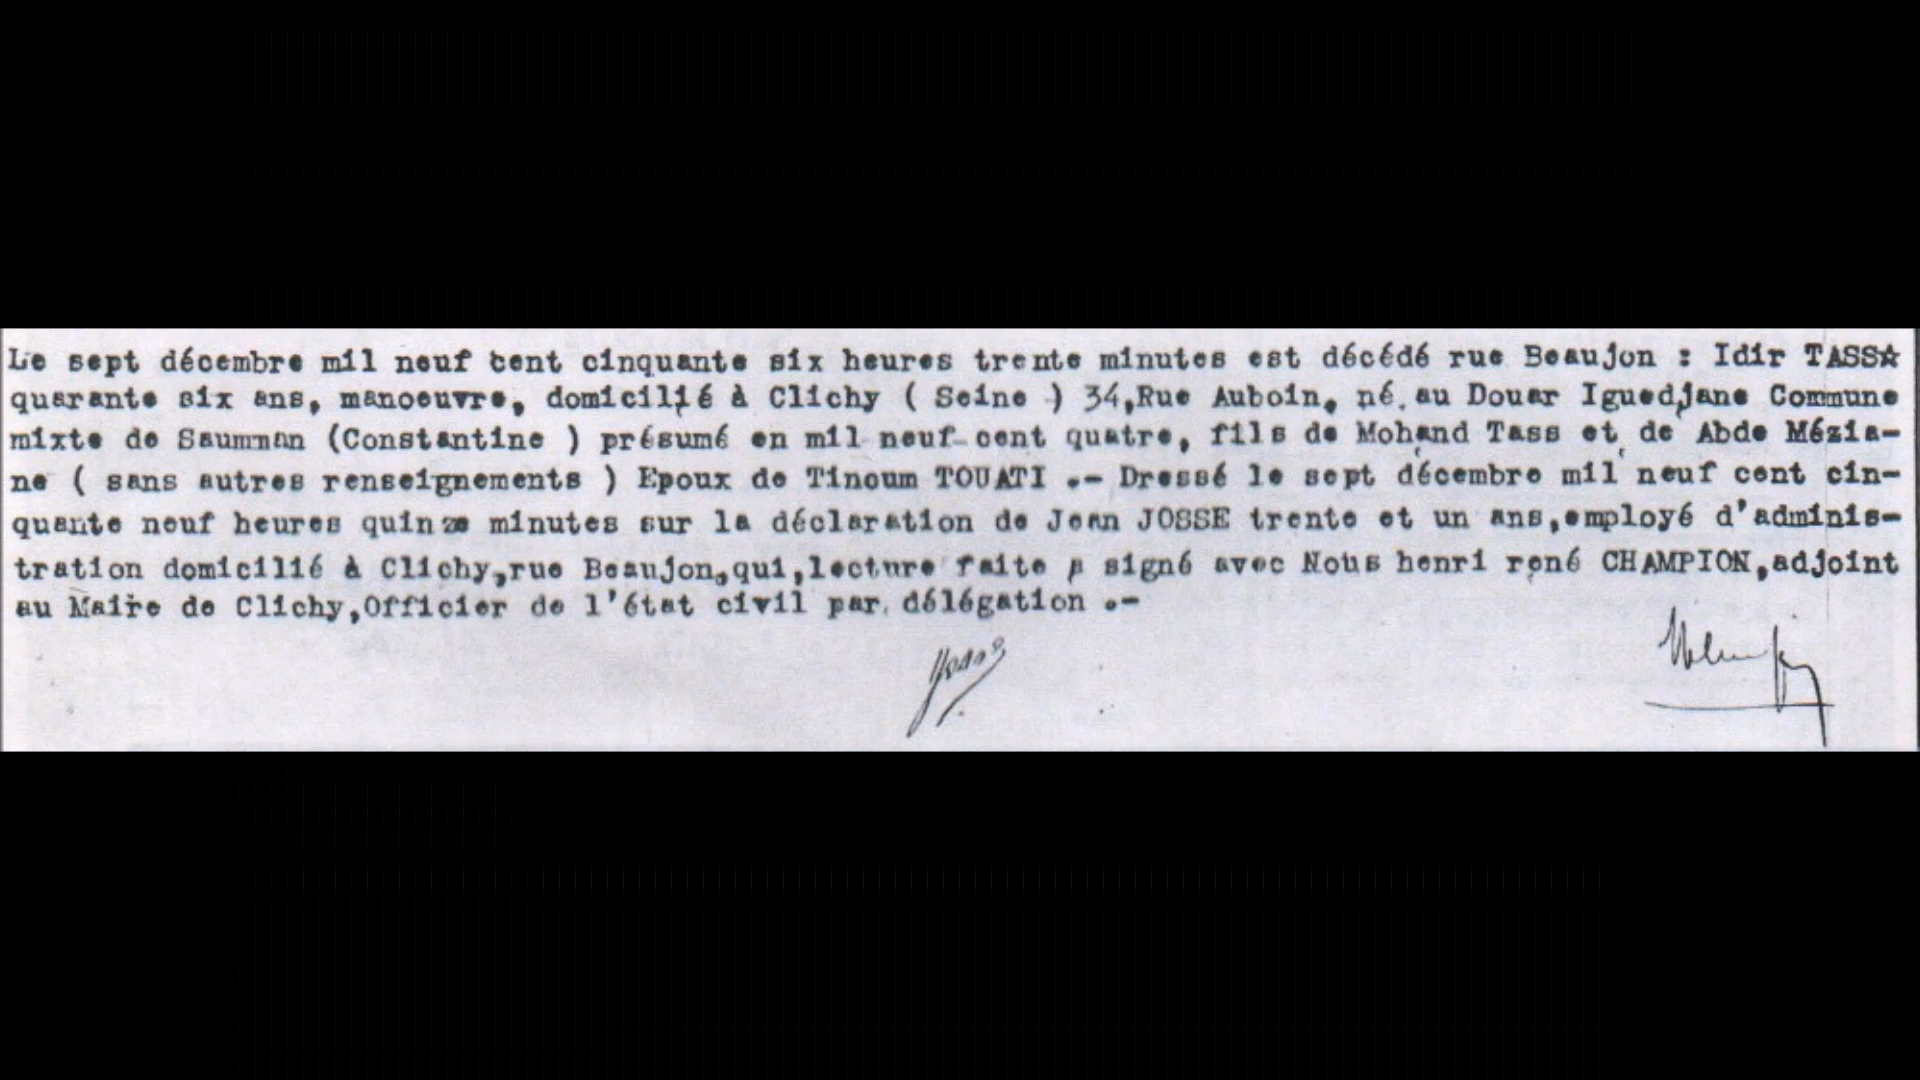 Le sept décembre mil neuf cent cinquante six heures trente minutes est décédé rue Beaujon : Idir TASS☆
quarante six ans, manoeuvre, domicilié à Clichy ( Seine ) 34,Rue Auboin, né au Douar Iguedjane Commune
mixte de Saumman (Constantine ) présumé en mil neuf cent quatre, fils de Mohand Tass et de Abde Mézia-
ne ( sans autres renseignements ) Epoux de Tinoum TOUATI .- Dressé le sept décembre mil neuf cent cin-
quante neuf heures quinze minutes sur la déclaration de Jean JOSSE trente et un ans,employé d'adminis-
tration domicilié à Clichy,rue Beaujon,qui,lecture faite a signé avec Nous henri rené CHAMPION,adjoint
au Maire de Clichy,Officier de l'état civil par délégation .-